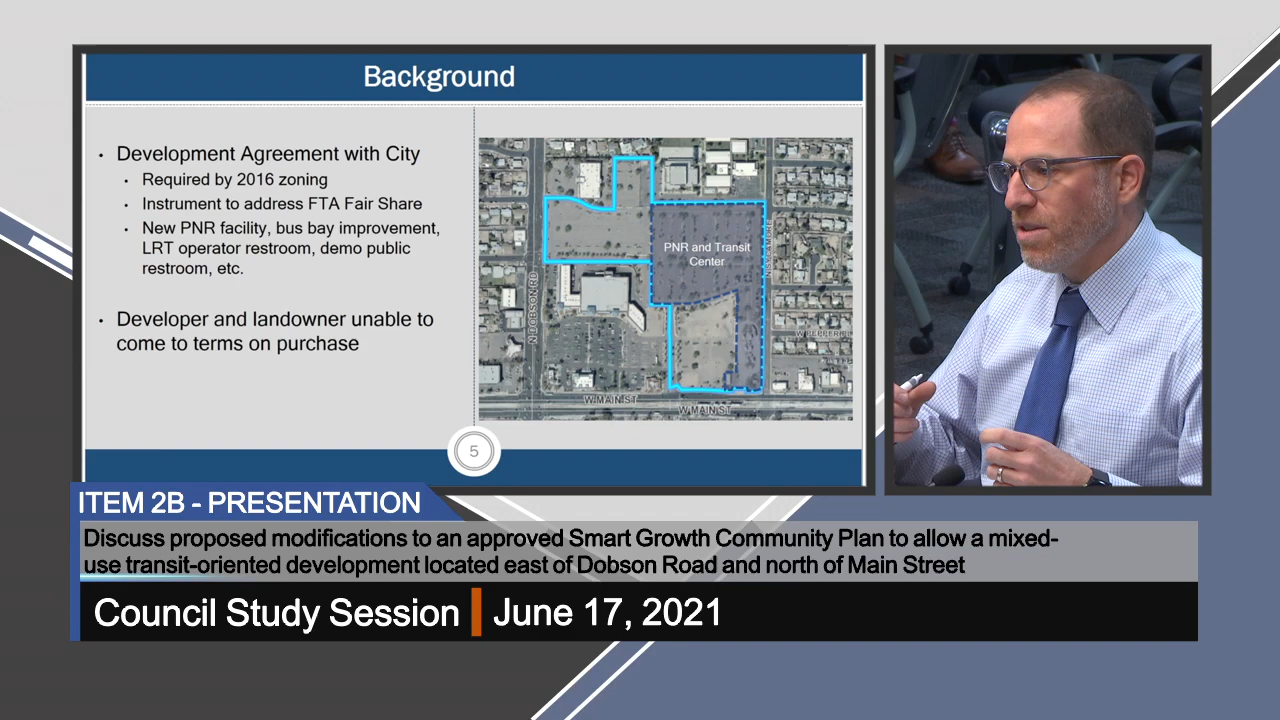 Background
• Development Agreement with City
• Required by 2016 zoning
• Instrument to address FTA Fair Share
• New PNR facility, bus bay improvement,
LRT operator restroom, demo public
restroom, etc.
• Developer and landowner unable to
come to terms on purchase
PNR and Transit
Center
N DOBSON RD
W MAIN ST
W MAIN ST
5
ITEM 2B - PRESENTATION
Discuss proposed modifications to an approved Smart Growth Community Plan to allow a mixed-
use transit-oriented development located east of Dobson Road and north of Main Street
Council Study Session
June 17, 2021